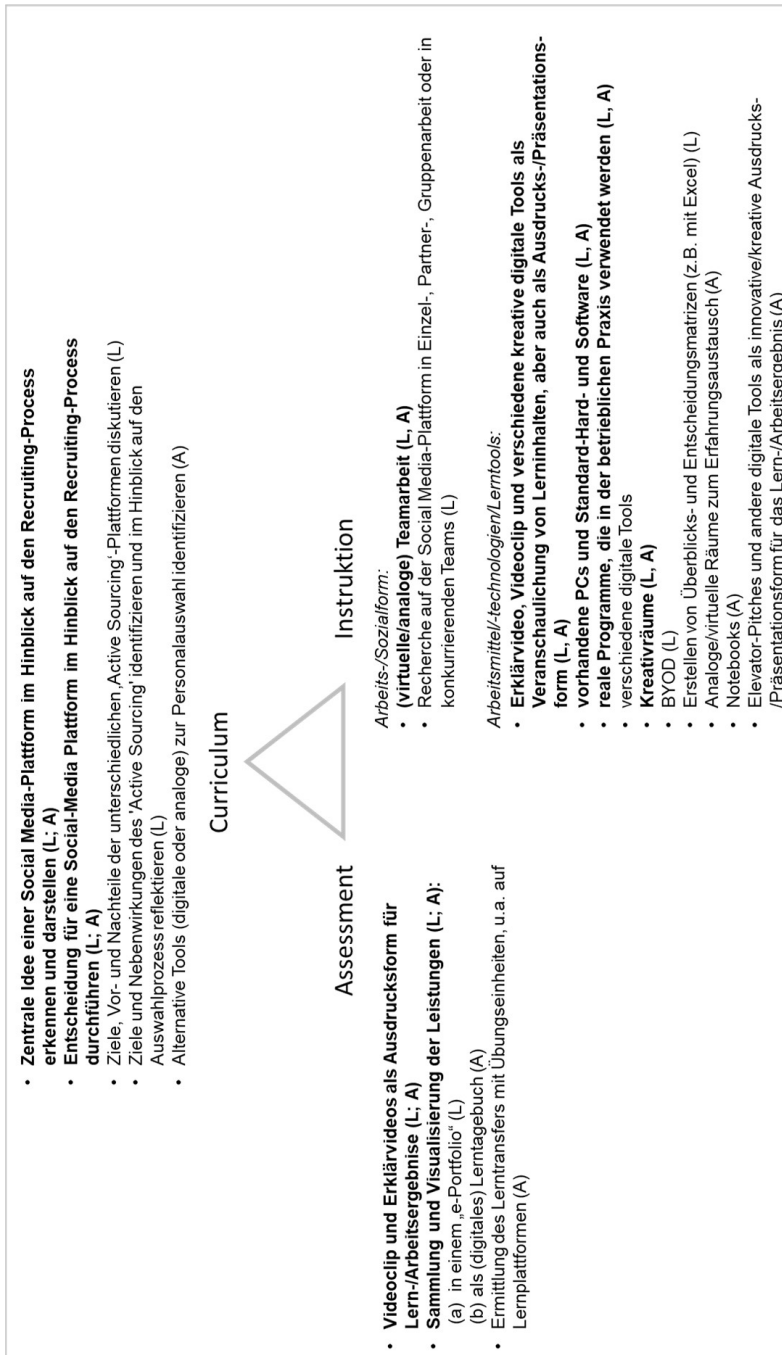 • Zentrale Idee einer Social Media-Plattform im Hinblick auf den Recruiting-Process
erkennen und darstellen (L; A)
• Entscheidung für eine Social-Media Plattform im Hinblick auf den Recruiting-Process
durchführen (L; A)
• Ziele, Vor- und Nachteile der unterschiedlichen ‚Active Sourcing‘-Plattformen diskutieren (L)
• Ziele und Nebenwirkungen des 'Active Sourcing' identifizieren und im Hinblick auf den
Auswahlprozess reflektieren (L)
• Alternative Tools (digitale oder analoge) zur Personalauswahl identifizieren (A)
Curriculum
Assessment
Instruktion
• Videoclip und Erklärvideos als Ausdrucksform für
Lern-/Arbeitsergebnise (L; A)
• Sammlung und Visualisierung der Leistungen (L; A):
(a) in einem „e-Portfolio“ (L)
(b) als (digitales) Lerntagebuch (A)
• Ermittlung des Lerntransfers mit Übungseinheiten, u.a. auf
Lernplattformen (A)
Arbeits-/Sozialform:
• (virtuelle/analoge) Teamarbeit (L, A)
• Recherche auf der Social Media-Plattform in Einzel-, Partner-, Gruppenarbeit oder in
konkurrierenden Teams (L)
Arbeitsmittel/-technologien/Lerntools:
• Erklärvideo, Videoclip und verschiedene kreative digitale Tools als
Veranschaulichung von Lerninhalten, aber auch als Ausdrucks-/Präsentations-
form (L, A)
• vorhandene PCs und Standard-Hard- und Software (L, A)
• reale Programme, die in der betrieblichen Praxis verwendet werden (L, A)
• verschiedene digitale Tools
• Kreativräume (L, A)
• BYOD (L)
• Erstellen von Überblicks- und Entscheidungsmatrizen (z.B. mit Excel) (L)
• Analoge/virtuelle Räume zum Erfahrungsaustausch (A)
• Notebooks (A)
• Elevator-Pitches und andere digitale Tools als innovative/kreative Ausdrucks-
/Präsentationsform für das Lern-/Arbeitsergebnis (A)